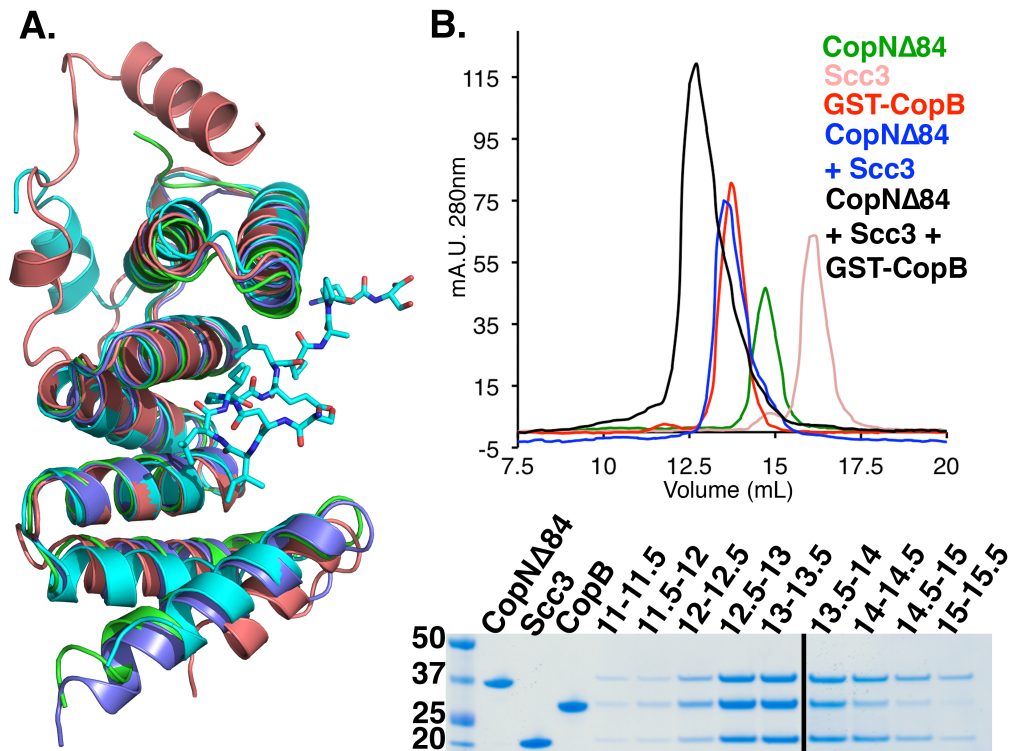 A.
B.
mA.U. 280nm
115
95
75
55
35
15
-5
7.5 10 12.5 15 17.5 20
Volume (mL)
CopNΔ84
Scc3
GST-CopB
CopNΔ84
+ Scc3
CopNΔ84
+ Scc3 +
GST-CopB
CopNΔ84
Scc3
CopB
11-11.5
11.5-12
12-12.5
12.5-13
13-13.5
13.5-14
14-14.5
14.5-15
15-15.5
50
37
25
20